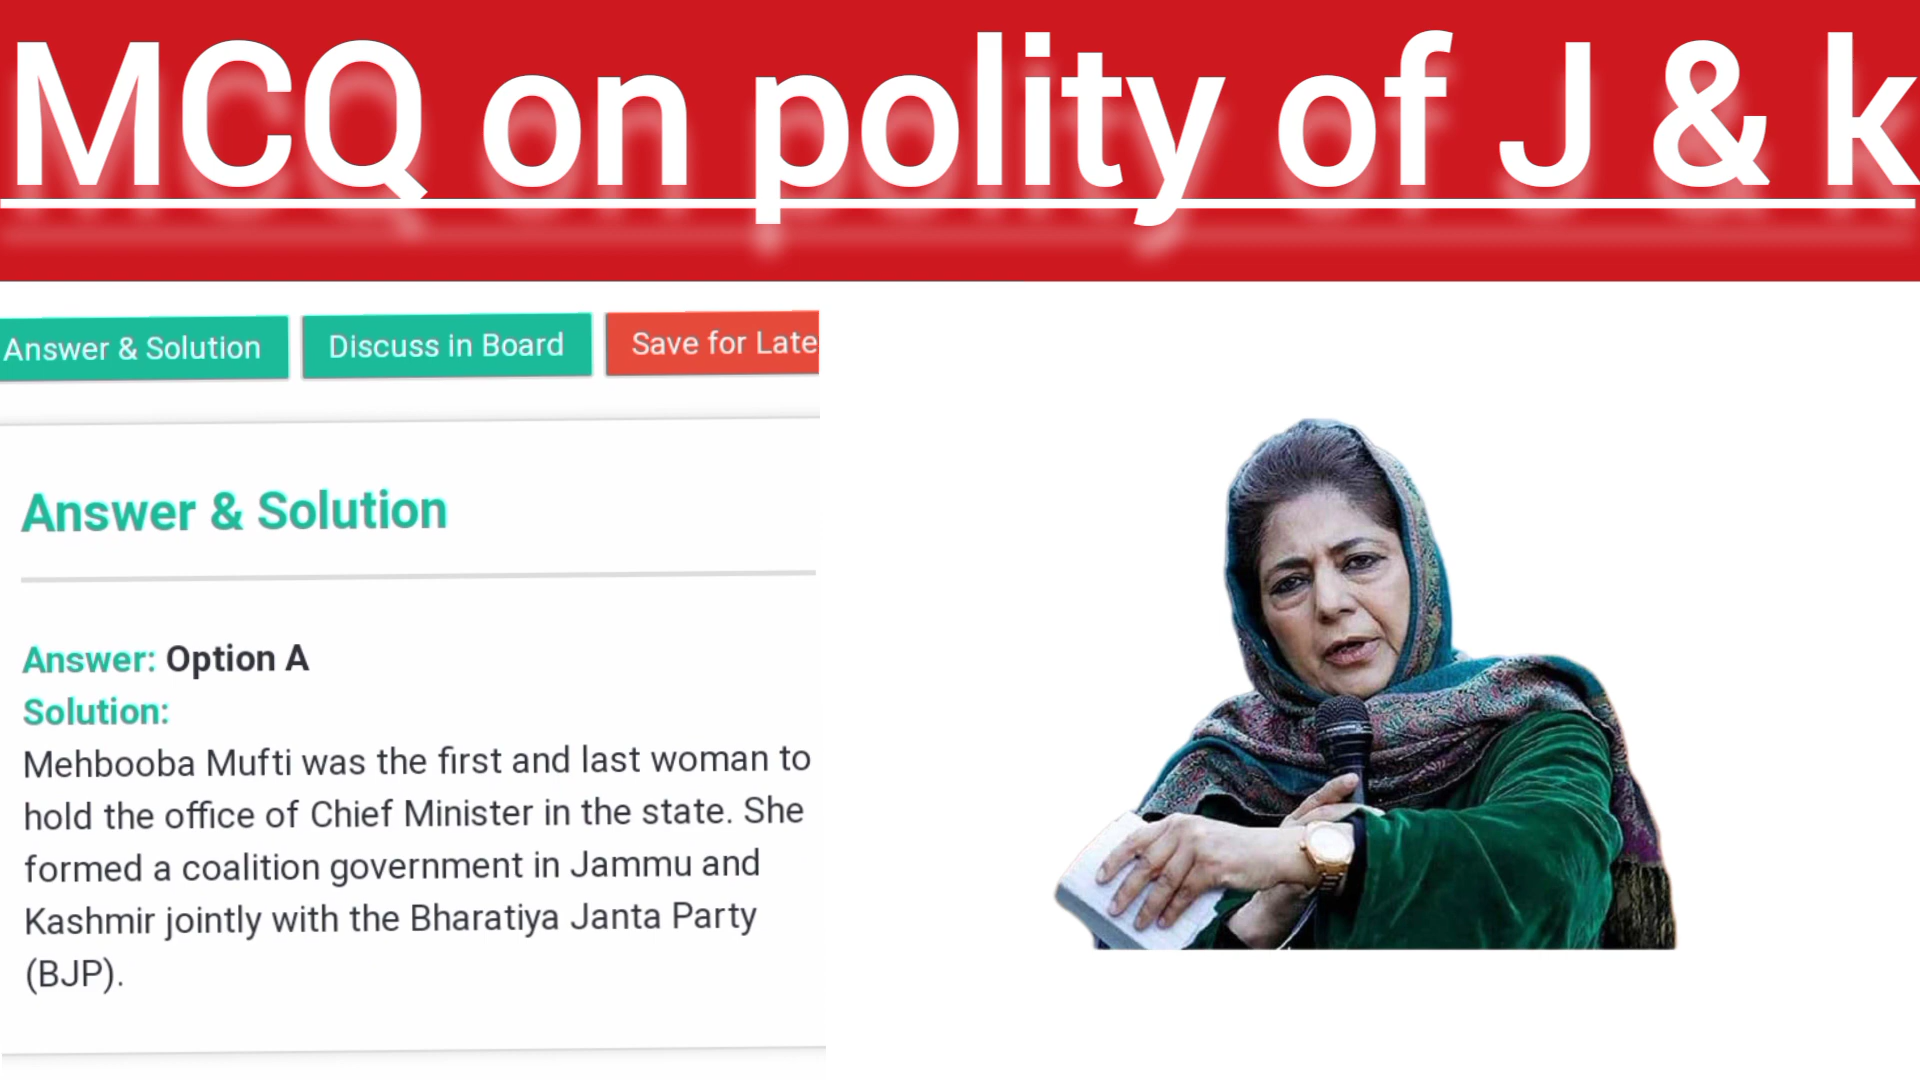 MCQ on polity of J & k
Answer & Solution
Discuss in Board
Save for Late
Answer & Solution
Answer: Option A
Solution:
Mehbooba Mufti was the first and last woman to
hold the office of Chief Minister in the state. She
formed a coalition government in Jammu and
Kashmir jointly with the Bharatiya Janta Party
(BJP).